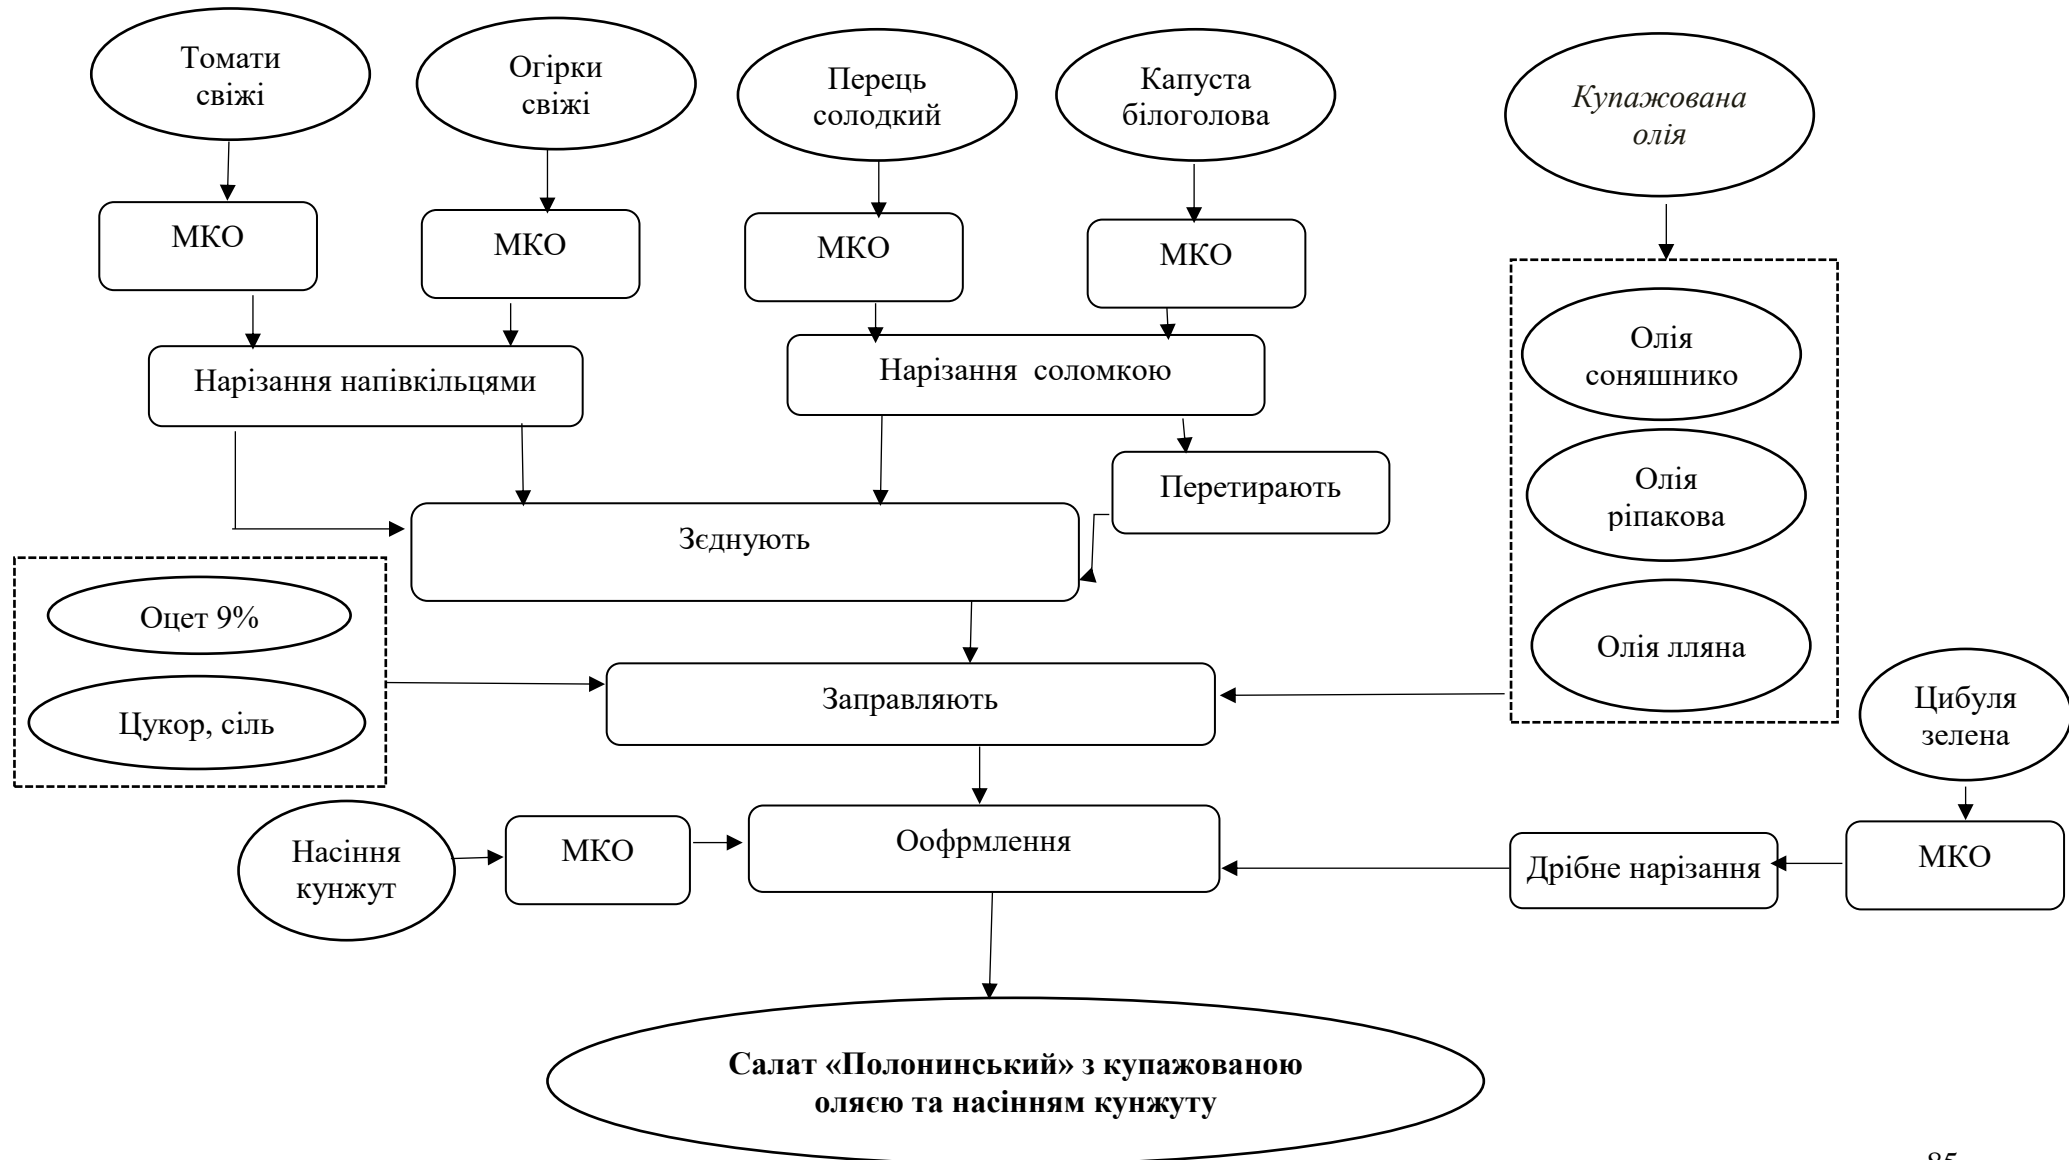 Томати
свіжі
Огірки
свіжі
Перець
солодкий
Капуста
білоголова
Купажована
олія
МКО
МКО
МКО
МКО
Нарізання напівкільцями
Нарізання соломкою
Олія
соняшнико
Перетирають
Олія
ріпакова
Зєднують
Оцет 9%
Цукор, сіль
Заправляють
Олія лляна
Цибуля
зелена
Насіння
кунжут
МКО
Оофрмлення
Дрібне нарізання
МКО
Салат «Полонинський» з купажованою
оляєю та насінням кунжуту
85